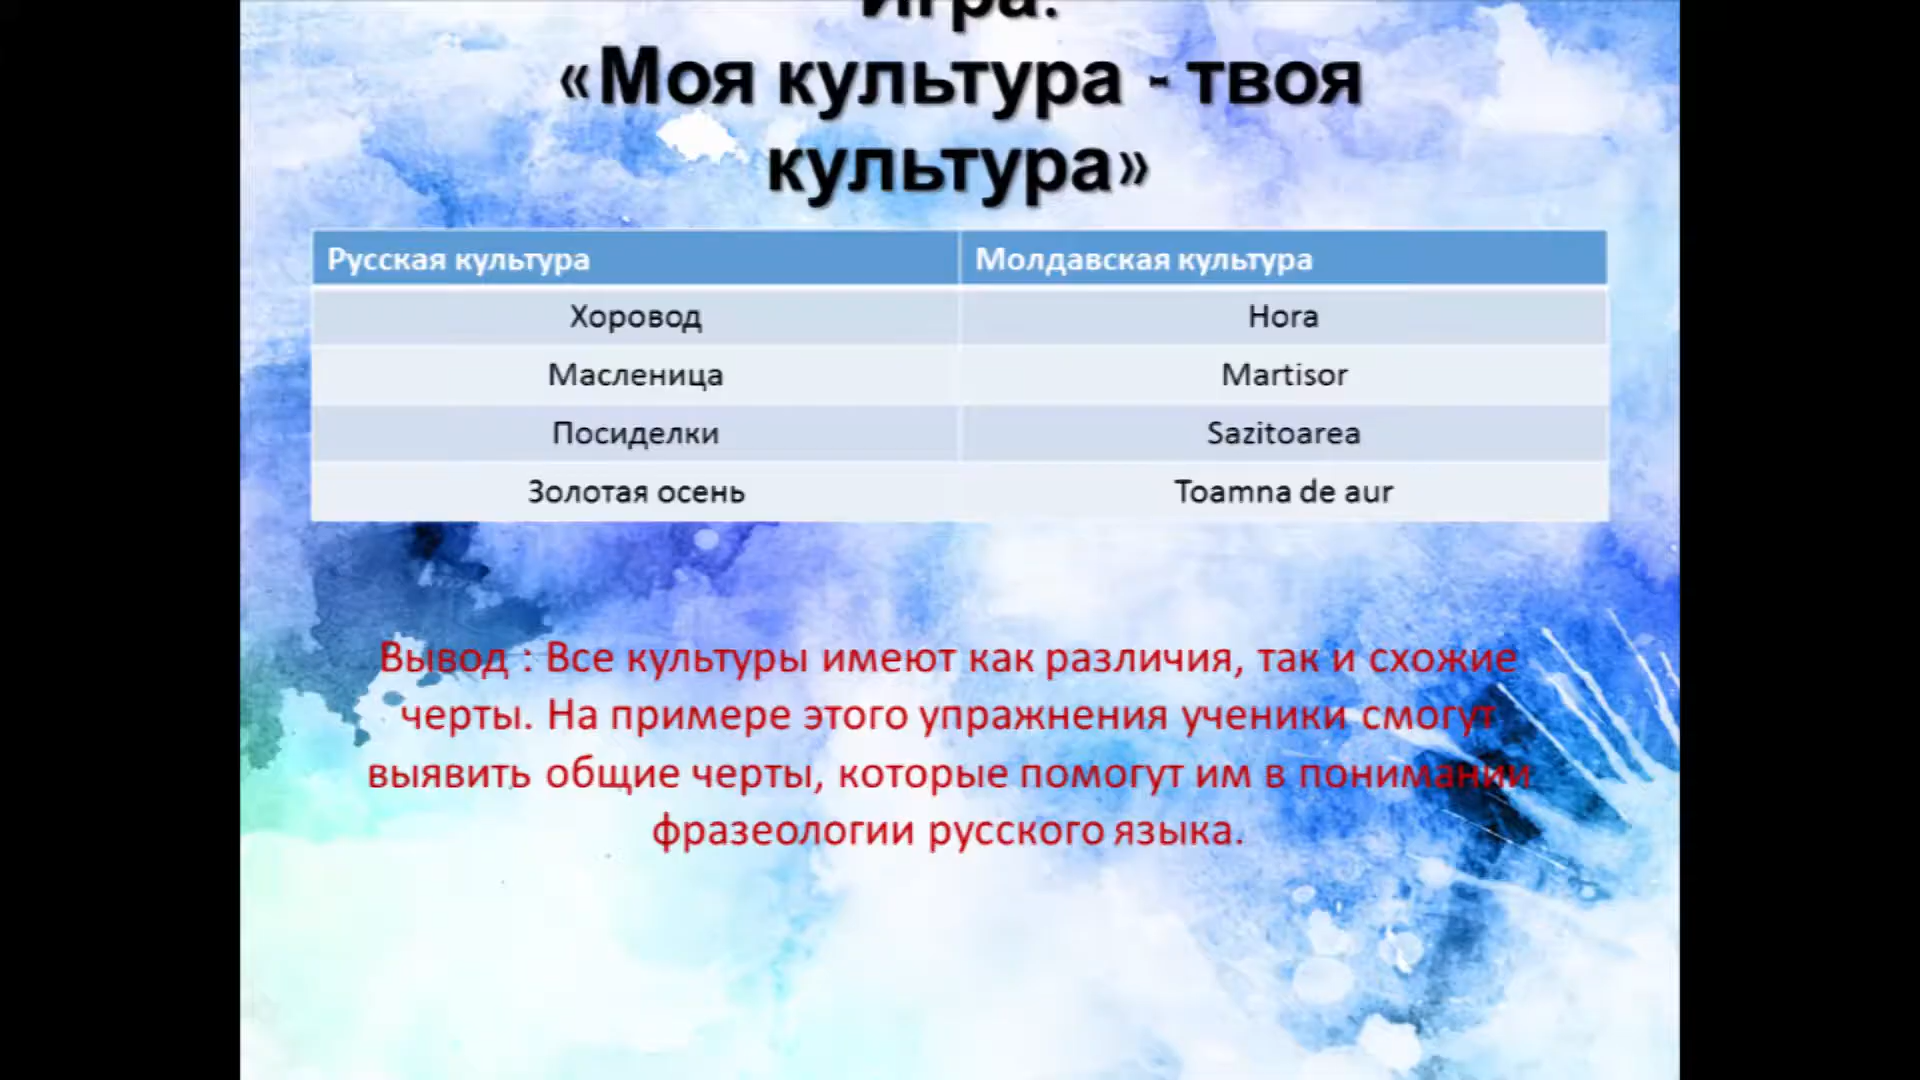 Игра:
«Моя культура - твоя
культура»
Русская культура Молдавская культура
Хоровод Hora
Масленица Martisor
Посиделки Sazitoarea
Золотая осень Toamna de aur
Вывод : Все культуры имеют как различия, так и схожие
черты. На примере этого упражнения ученики смогут
выявить общие черты, которые помогут им в понимании
фразеологии русского языка.